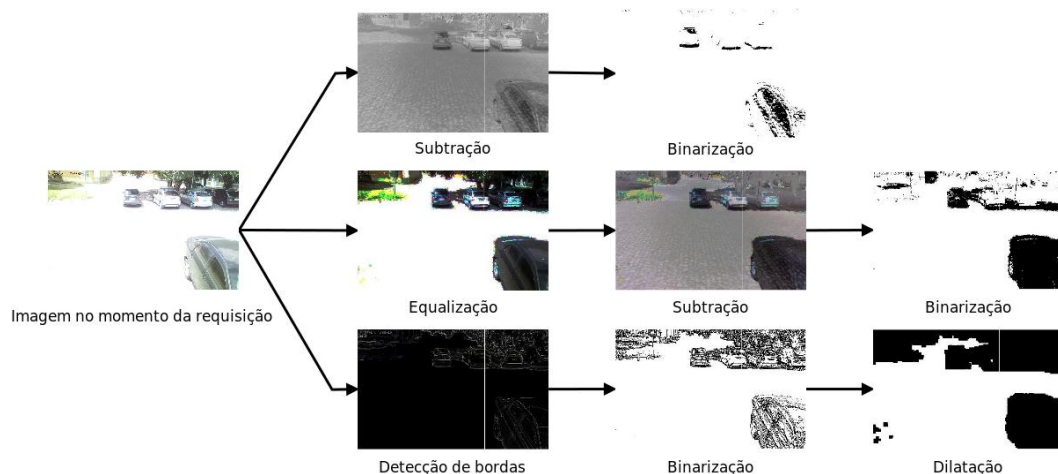 Subtração
Binarização
Imagem no momento da requisição
Equalização
Subtração
Binarização
Detecção de bordas
Binarização
Dilatação